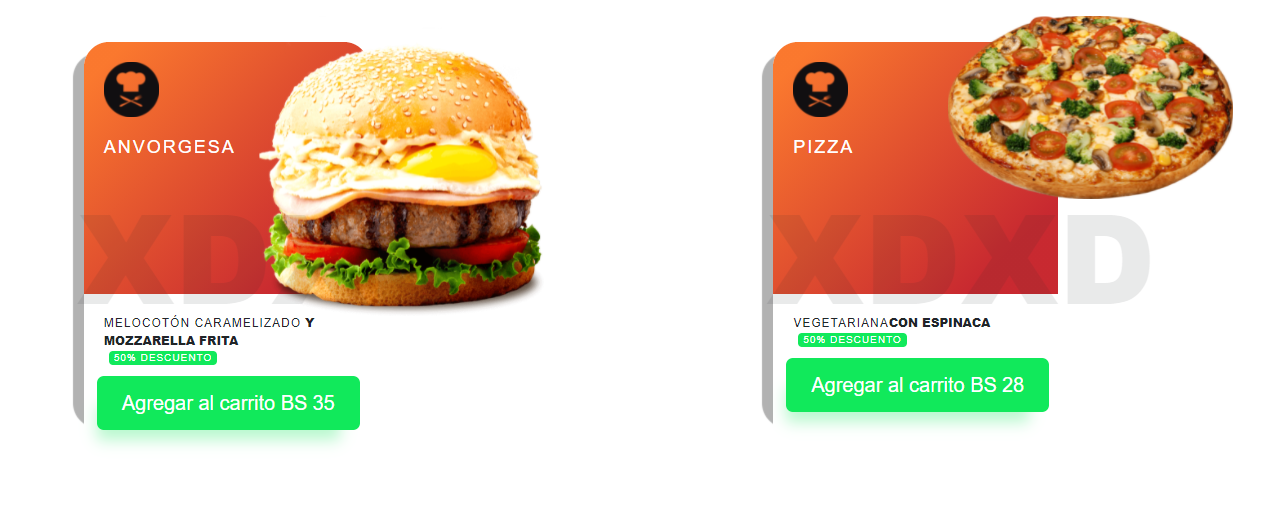 ANVORGESA
XDXD
MELOCOTÓN CARAMELIZADO Y
MOZZARELLA FRITA
50% DESCUENTO
Agregar al carrito BS 35
PIZZA
XDXD
VEGETARIANACON ESPINACA
50% DESCUENTO
Agregar al carrito BS 28